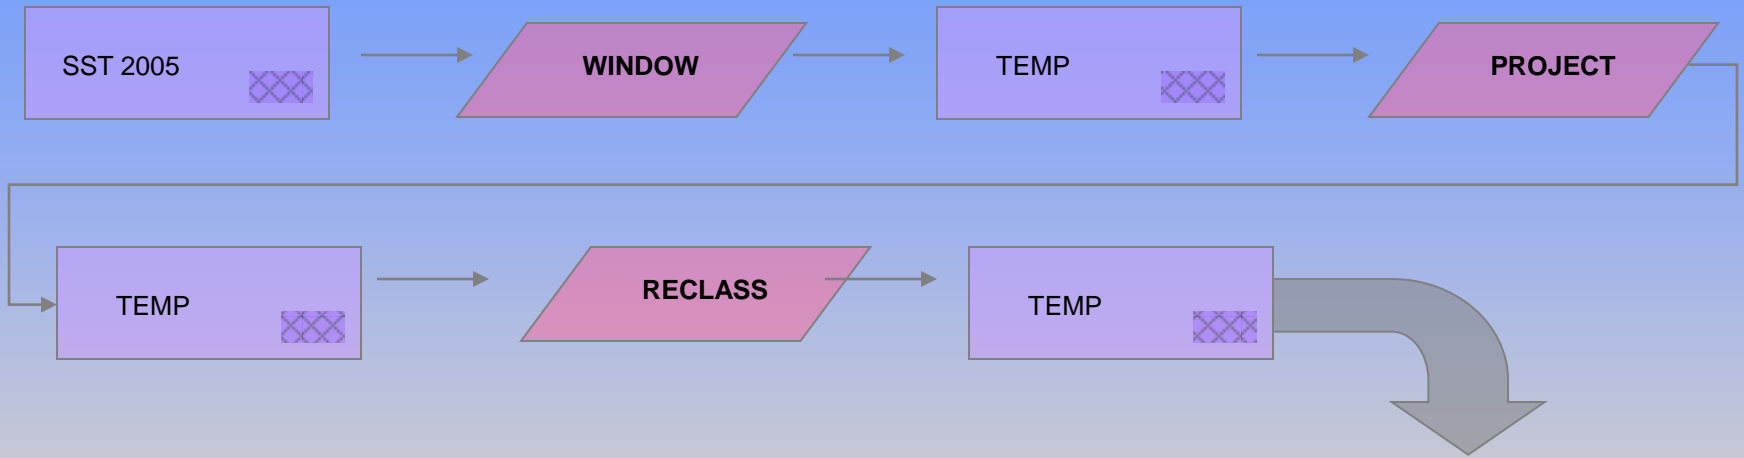 SST 2005
WINDOW
TEMP
PROJECT
TEMP
RECLASS
TEMP